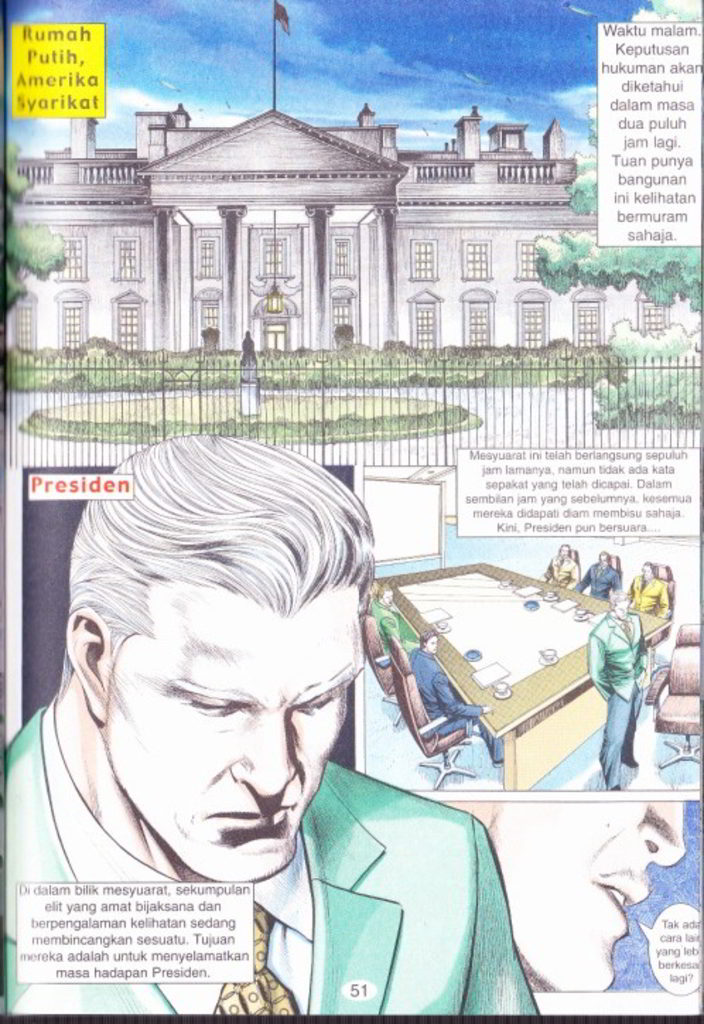 Rumah
Putih,
Amerika
Syarikat
Waktu malam.
Keputusan
hukuman akan
diketahui
dalam masa
dua puluh
jam lagi.
Tuan punya
bangunan
ini kelihatan
bermuram
sahaja.
Presiden
Mesyuarat ini telah berlangsung sepuluh
jam lamanya, namun tidak ada kata
sepakat yang telah dicapai. Dalam
sembilan jam yang sebelumnya, kesemua
mereka didapati diam membisu sahaja.
Kini, Presiden pun bersuara....
Di dalam bilik mesyuarat, sekumpulan
elit yang amat bijaksana dan
berpengalaman kelihatan sedang
membincangkan sesuatu. Tujuan
mereka adalah untuk menyelamatkan
masa hadapan Presiden.
Tak ada
cara lain
yang leb
berkesa
lagi?
51